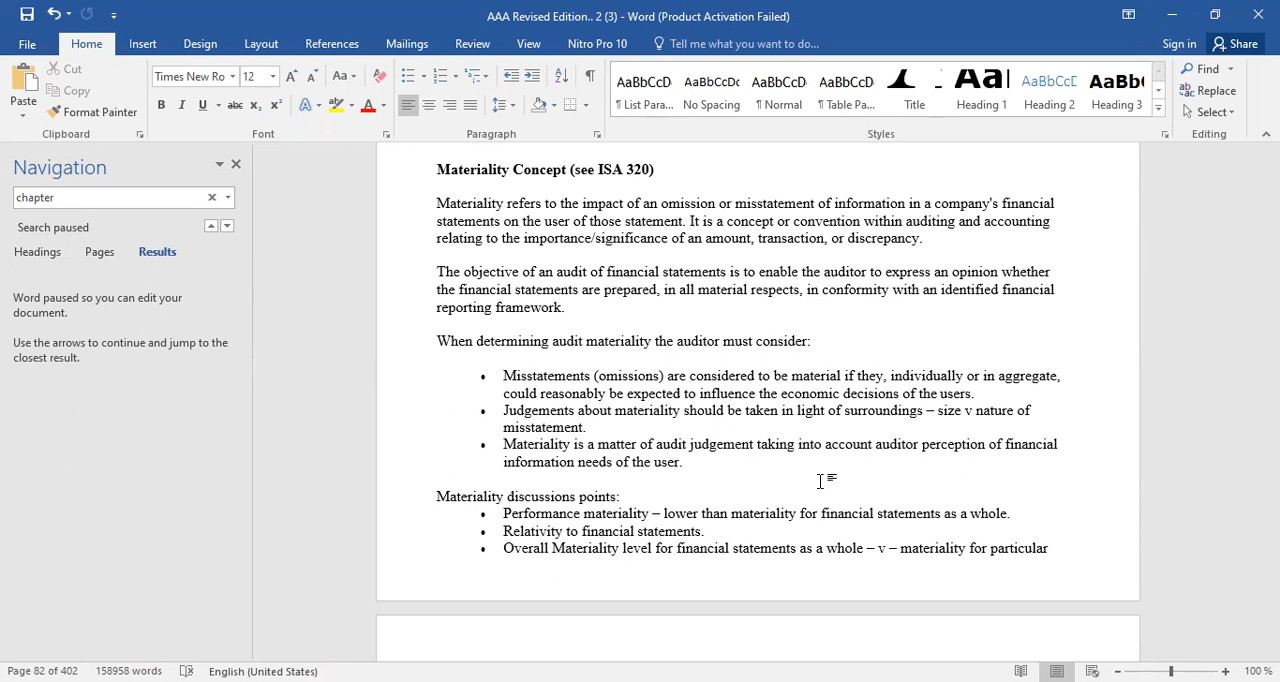 AAA Revised Edition.. 2 (3) - Word (Product Activation Failed)
File Home Insert Design Layout References Mailings Review View Nitro Pro 10 Tell me what you want to do... Sign in Share
Paste
Cut
Copy
Format Painter
Clipboard
Times New Ro 12
Font
Paragraph
AaBbCcD AaBbCcDc AaBbCcD AaBbCcD AaI AaBbCcD AaBbC
¶ List Para... No Spacing ¶ Normal ¶ Table Pa... Title Heading 1 Heading 2 Heading 3
Styles
Find
Replace
Select
Editing
Navigation
chapter
Search paused
Headings Pages Results
Word paused so you can edit your
document.
Use the arrows to continue and jump to the
closest result.
Materiality Concept (see ISA 320)
Materiality refers to the impact of an omission or misstatement of information in a company's financial
statements on the user of those statement. It is a concept or convention within auditing and accounting
relating to the importance/significance of an amount, transaction, or discrepancy.
The objective of an audit of financial statements is to enable the auditor to express an opinion whether
the financial statements are prepared, in all material respects, in conformity with an identified financial
reporting framework.
When determining audit materiality the auditor must consider:
• Misstatements (omissions) are considered to be material if they, individually or in aggregate,
could reasonably be expected to influence the economic decisions of the users.
• Judgements about materiality should be taken in light of surroundings – size v nature of
misstatement.
• Materiality is a matter of audit judgement taking into account auditor perception of financial
information needs of the user.
Materiality discussions points:
• Performance materiality – lower than materiality for financial statements as a whole.
• Relativity to financial statements.
• Overall Materiality level for financial statements as a whole – v – materiality for particular
Page 82 of 402 158958 words English (United States) 100 %